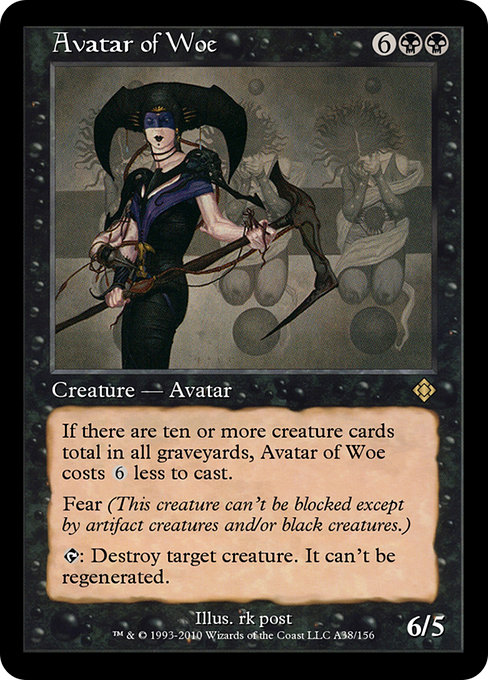 Avatar of Woe 6
Creature — Avatar
If there are ten or more creature cards
total in all graveyards, Avatar of Woe
costs 6 less to cast.
Fear (This creature can't be blocked except
by artifact creatures and/or black creatures.)
: Destroy target creature. It can't be
regenerated.
Illus. rk post
™ & © 1993-2010 Wizards of the Coast LLC A38/156
6/5